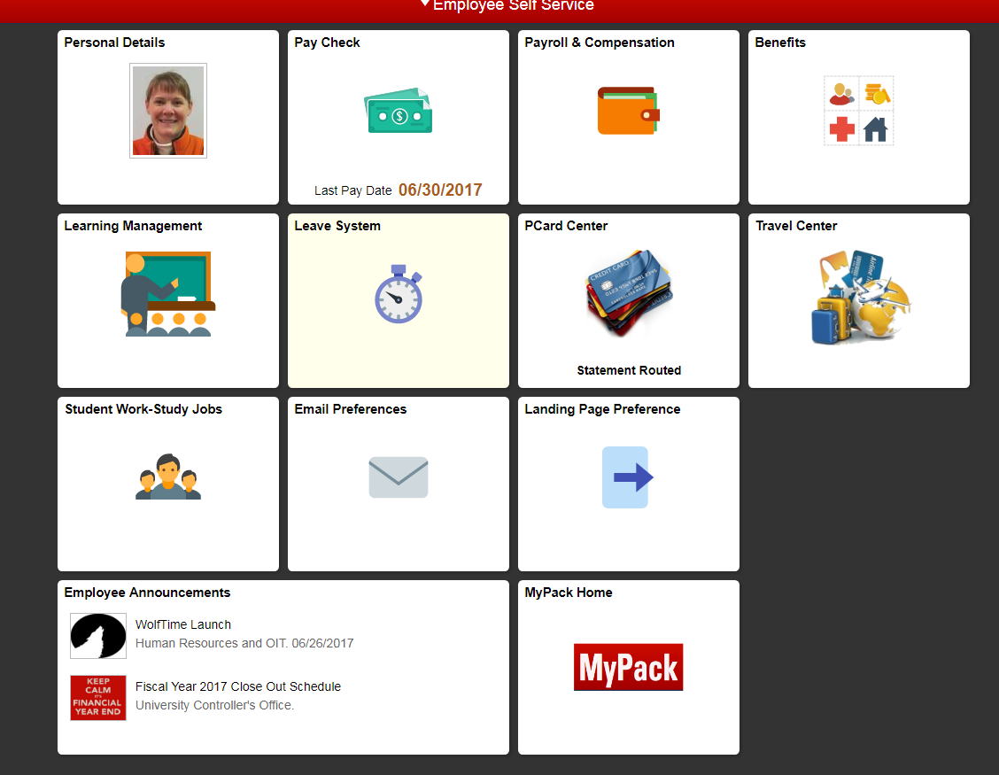 Employee Self Service
Personal Details
Pay Check
Payroll & Compensation
Benefits
$
Last Pay Date 06/30/2017
Learning Management
Leave System
PCard Center
Travel Center
CREDIT CARD
Airline
Statement Routed
Student Work-Study Jobs
Email Preferences
Landing Page Preference
Employee Announcements
WolfTime Launch
Human Resources and OIT. 06/26/2017
KEEP
CALM
IT'S
FINANCIAL
YEAR END
Fiscal Year 2017 Close Out Schedule
University Controller's Office.
MyPack Home
MyPack